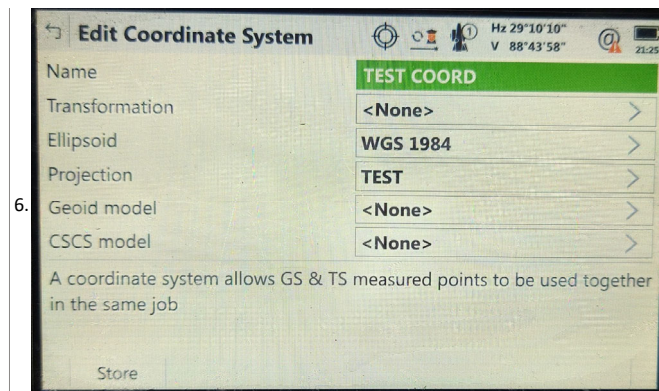 Edit Coordinate System
1
Hz 29°10'10"
V 88°43'58"
@
21:25
Name
TEST COORD
Transformation
<None>
Ellipsoid
WGS 1984
Projection
TEST
6.
Geoid model
<None>
CSCS model
<None>
A coordinate system allows GS & TS measured points to be used together
in the same job
Store